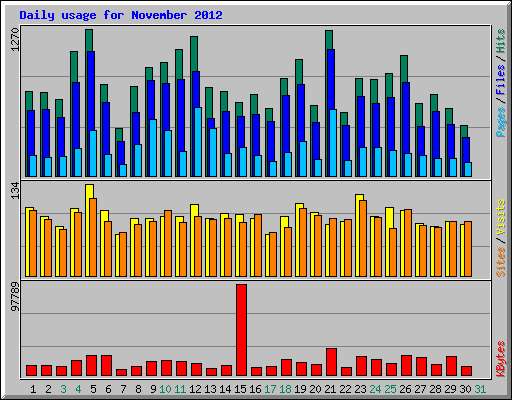 Daily usage for November 2012
1270
Pages / Files / Hits
134
Sites / Visits
97789
KBytes
1 2 3 4 5 6 7 8 9 10 11 12 13 14 15 16 17 18 19 20 21 22 23 24 25 26 27 28 29 30 31